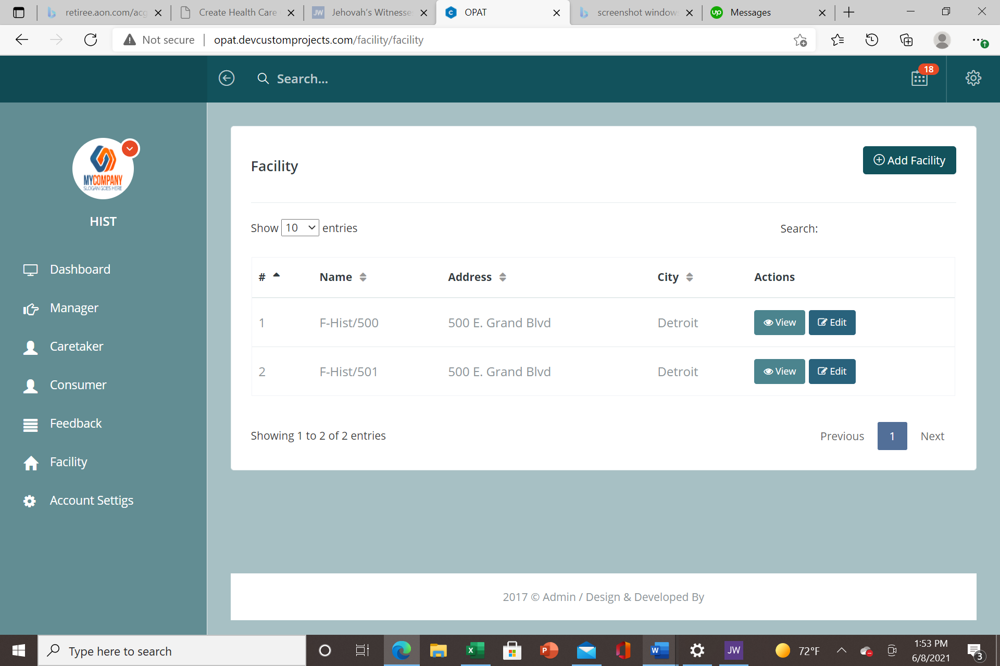 retiree.aon.com/acg
Create Health Care
Jehovah's Witnesse
OPAT
screenshot window
Messages
Not secure
opat.devcustomprojects.com/facility/facility
Search...
18
MYCOMPANY
SLOGAN GOES HERE
HIST
Dashboard
Manager
Caretaker
Consumer
Feedback
Facility
Account Settigs
Facility
Add Facility
Show 10 entries
Search:
# Name Address City Actions
1 F-Hist/500 500 E. Grand Blvd Detroit View Edit
2 F-Hist/501 500 E. Grand Blvd Detroit View Edit
Showing 1 to 2 of 2 entries
Previous 1 Next
2017 © Admin / Design & Developed By
Type here to search
JW
72°F
1:53 PM
6/8/2021
3